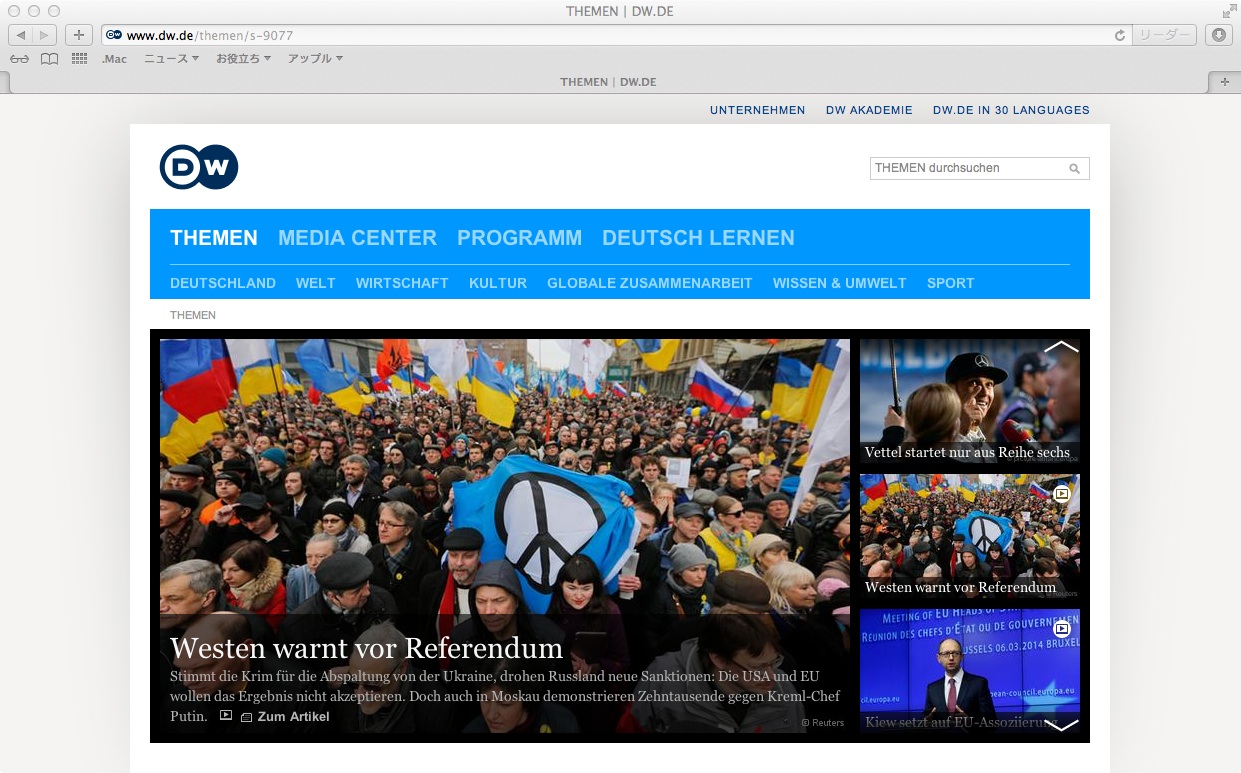 THEMEN | DW.DE
www.dw.de/themen/s-9077
リーダー
.Mac ニュース お役立ち アップル
THEMEN | DW.DE
UNTERNEHMEN DW AKADEMIE DW.DE IN 30 LANGUAGES
DW
THEMEN durchsuchen
THEMEN MEDIA CENTER PROGRAMM DEUTSCH LERNEN
DEUTSCHLAND WELT WIRTSCHAFT KULTUR GLOBALE ZUSAMMENARBEIT WISSEN & UMWELT SPORT
THEMEN
Westen warnt vor Referendum
Stimmt die Krim für die Abspaltung von der Ukraine, drohen Russland neue Sanktionen: Die USA und EU
wollen das Ergebnis nicht akzeptieren. Doch auch in Moskau demonstrieren Zehntausende gegen Kreml-Chef
Putin. Zum Artikel
© Reuters
Vettel startet nur aus Reihe sechs
Westen warnt vor Referendum
© Reuters
MEETING OF EU HEADS OF
REUNION DES CHEFS D'ÉTAT OU DE GOUVERNEM
USSELS 06.03.2014 BRUXEL
cil.europa.eu
pean-council.europa.eu
Kiew setzt auf EU-Assoziierung